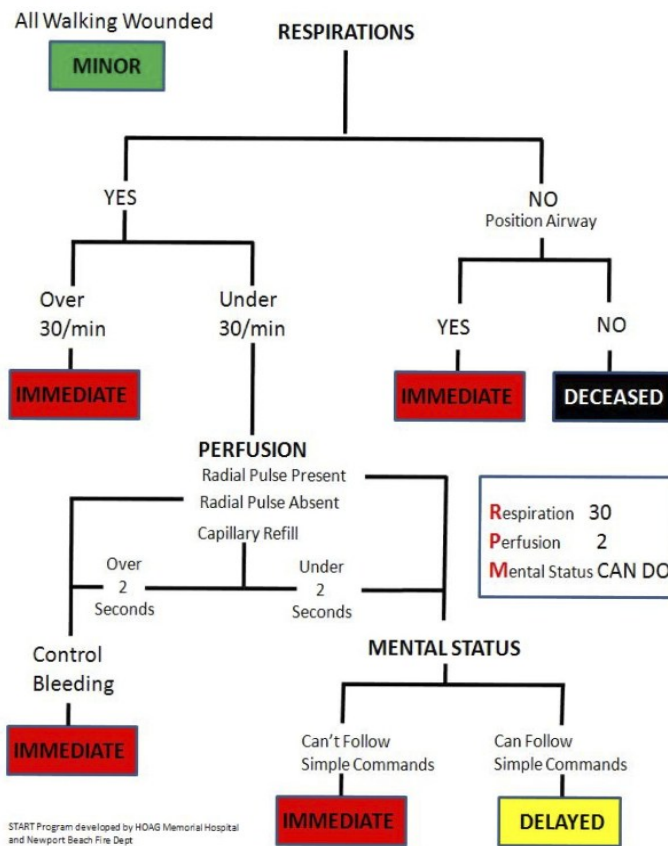 All Walking Wounded
MINOR
RESPIRATIONS
YES
NO
Position Airway
Over
30/min
Under
30/min
YES
NO
IMMEDIATE
IMMEDIATE
DECEASED
PERFUSION
Radial Pulse Present
Radial Pulse Absent
Capillary Refill
Over
2
Seconds
Under
2
Seconds
Respiration 30
Perfusion 2
Mental Status CAN DO
Control
Bleeding
IMMEDIATE
MENTAL STATUS
Can't Follow
Simple Commands
Can Follow
Simple Commands
IMMEDIATE
DELAYED
START Program developed by HOAG Memorial Hospital
and Newport Beach Fire Dept